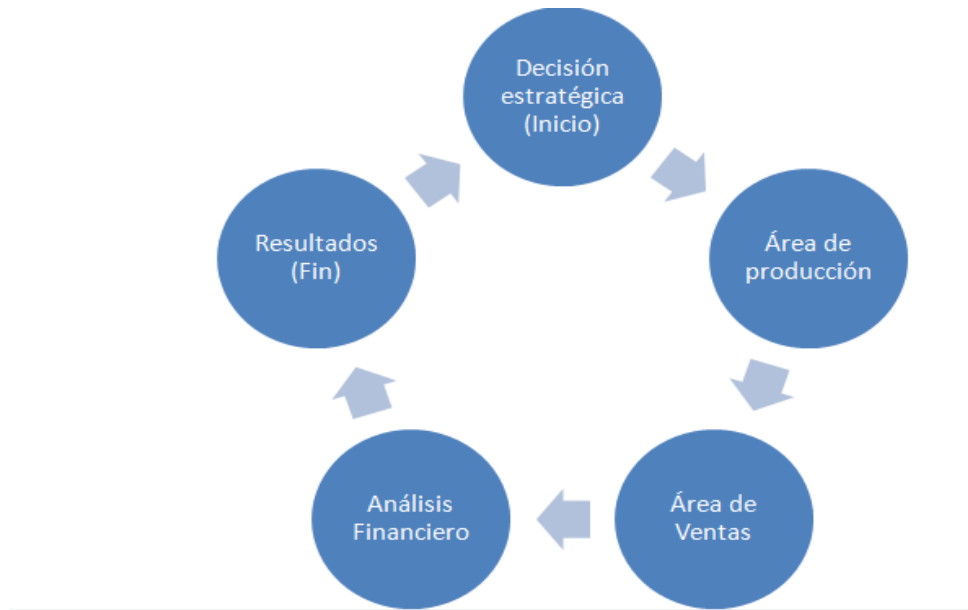 Decisión
estratégica
(Inicio)
Área de
producción
Área de
Ventas
Análisis
Financiero
Resultados
(Fin)